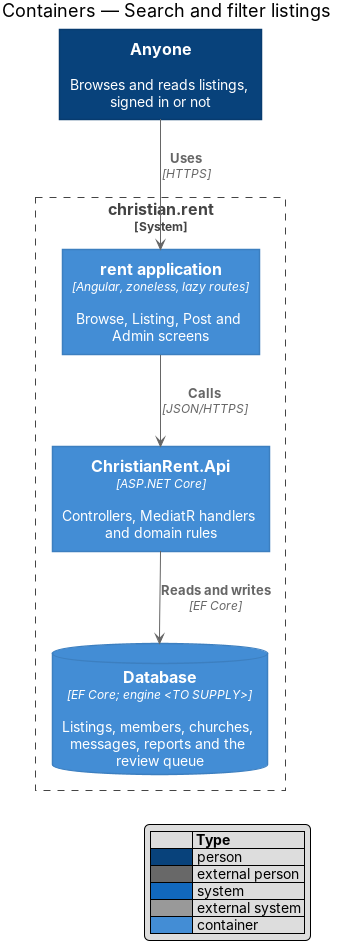 Containers — Search and filter listings
Anyone
Browses and reads listings,
signed in or not
Uses
[HTTPS]
christian.rent
[System]
rent application
[Angular, zoneless, lazy routes]
Browse, Listing, Post and
Admin screens
Calls
[JSON/HTTPS]
ChristianRent.Api
[ASP.NET Core]
Controllers, MediatR handlers
and domain rules
Reads and writes
[EF Core]
Database
[EF Core; engine <TO SUPPLY>]
Listings, members, churches,
messages, reports and the
review queue
Type
person
external person
system
external system
container